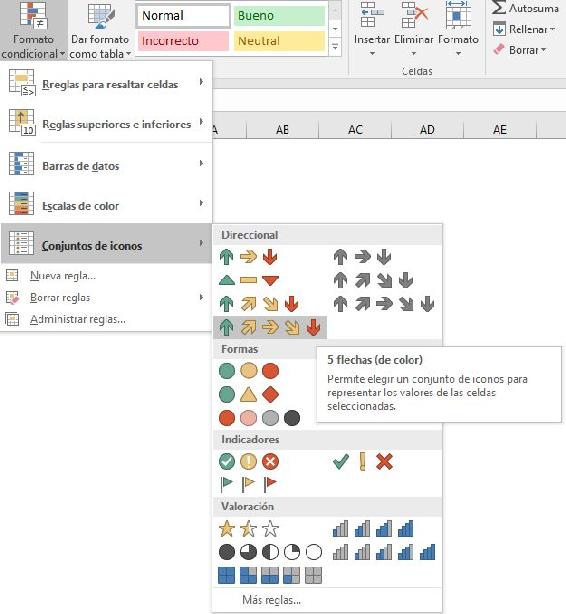 Formato
condicional
Dar formato
como tabla
Normal
Bueno
Incorrecto
Neutral
Insertar
Eliminar
Formato
Celdas
Autosuma
Rellenar
Borrar
Rreglas para resaltar celdas
Reglas superiores e inferiores
10
Barras de datos
Escalas de color
Conjuntos de iconos
Nueva regla...
Borrar reglas
Administrar reglas...
A
AB
AC
AD
AE
Direccional
Formas
5 flechas (de color)
Permite elegir un conjunto de iconos para
representar los valores de las celdas
seleccionadas.
Indicadores
Valoración
Más reglas...